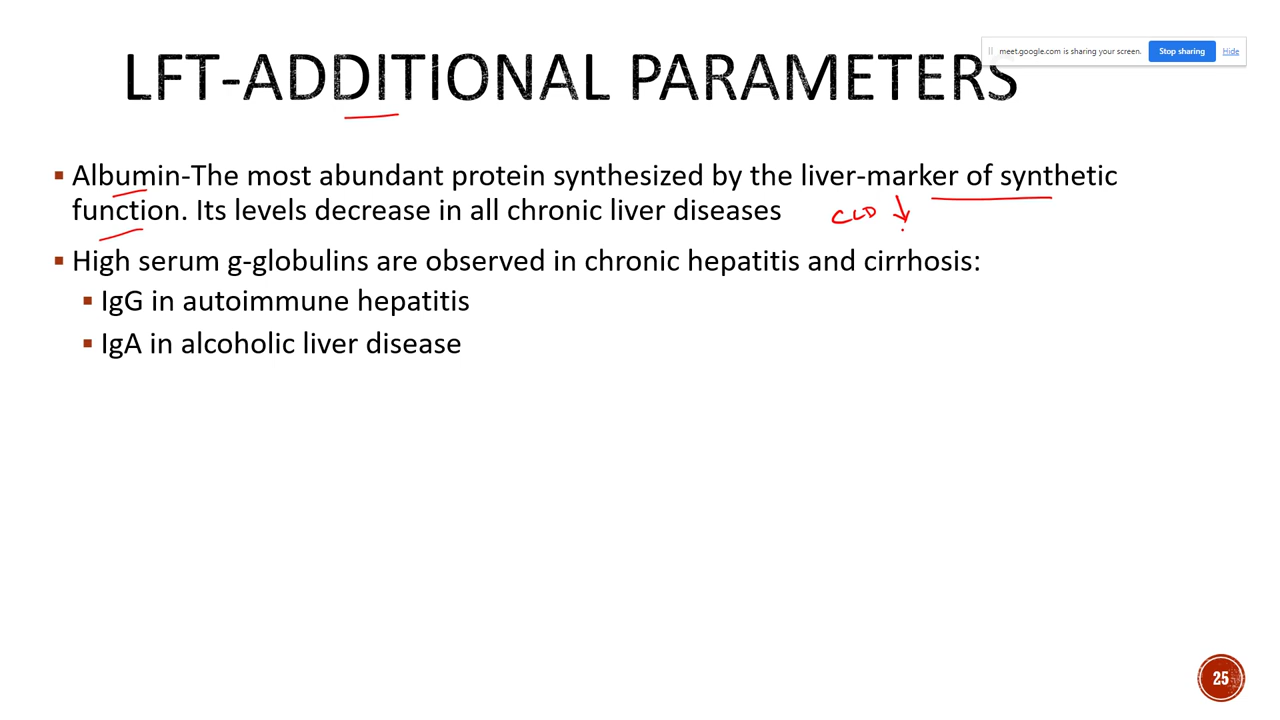 meet.google.com is sharing your screen. Stop sharing Hide
LFT-ADDITIONAL PARAMETERS
▪ Albumin-The most abundant protein synthesized by the liver-marker of synthetic
function. Its levels decrease in all chronic liver diseases CLD ↓
▪ High serum g-globulins are observed in chronic hepatitis and cirrhosis:
▪ IgG in autoimmune hepatitis
▪ IgA in alcoholic liver disease
25